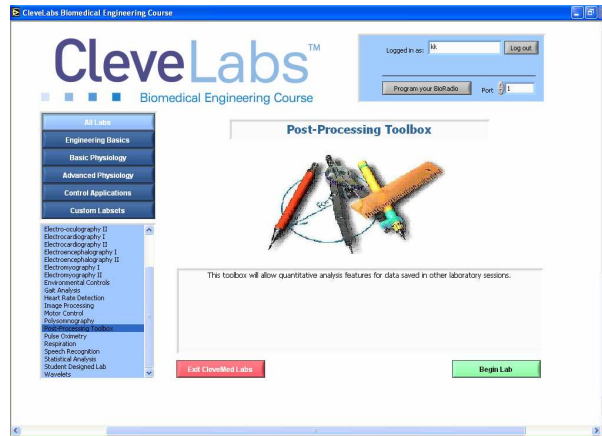 CleveLabs Biomedical Engineering Course
CleveLabs™
Biomedical Engineering Course
Logged in as: kk Log out
Program your BioRadio Port 1
All Labs
Engineering Basics
Basic Physiology
Advanced Physiology
Control Applications
Custom Labsets
Electro-oculography II
Electrocardiography I
Electrocardiography II
Electroencephalography I
Electroencephalography II
Electromyography I
Electromyography II
Environmental Controls
Gait Analysis
Heart Rate Detection
Image Processing
Motor Control
Polysomnography
Post-Processing Toolbox
Pulse Oximetry
Respiration
Speech Recognition
Statistical Analysis
Student Designed Lab
Wavelets
Post-Processing Toolbox
This toolbox will allow quantitative analysis features for data saved in other laboratory sessions.
Exit CleveMed Labs
Begin Lab